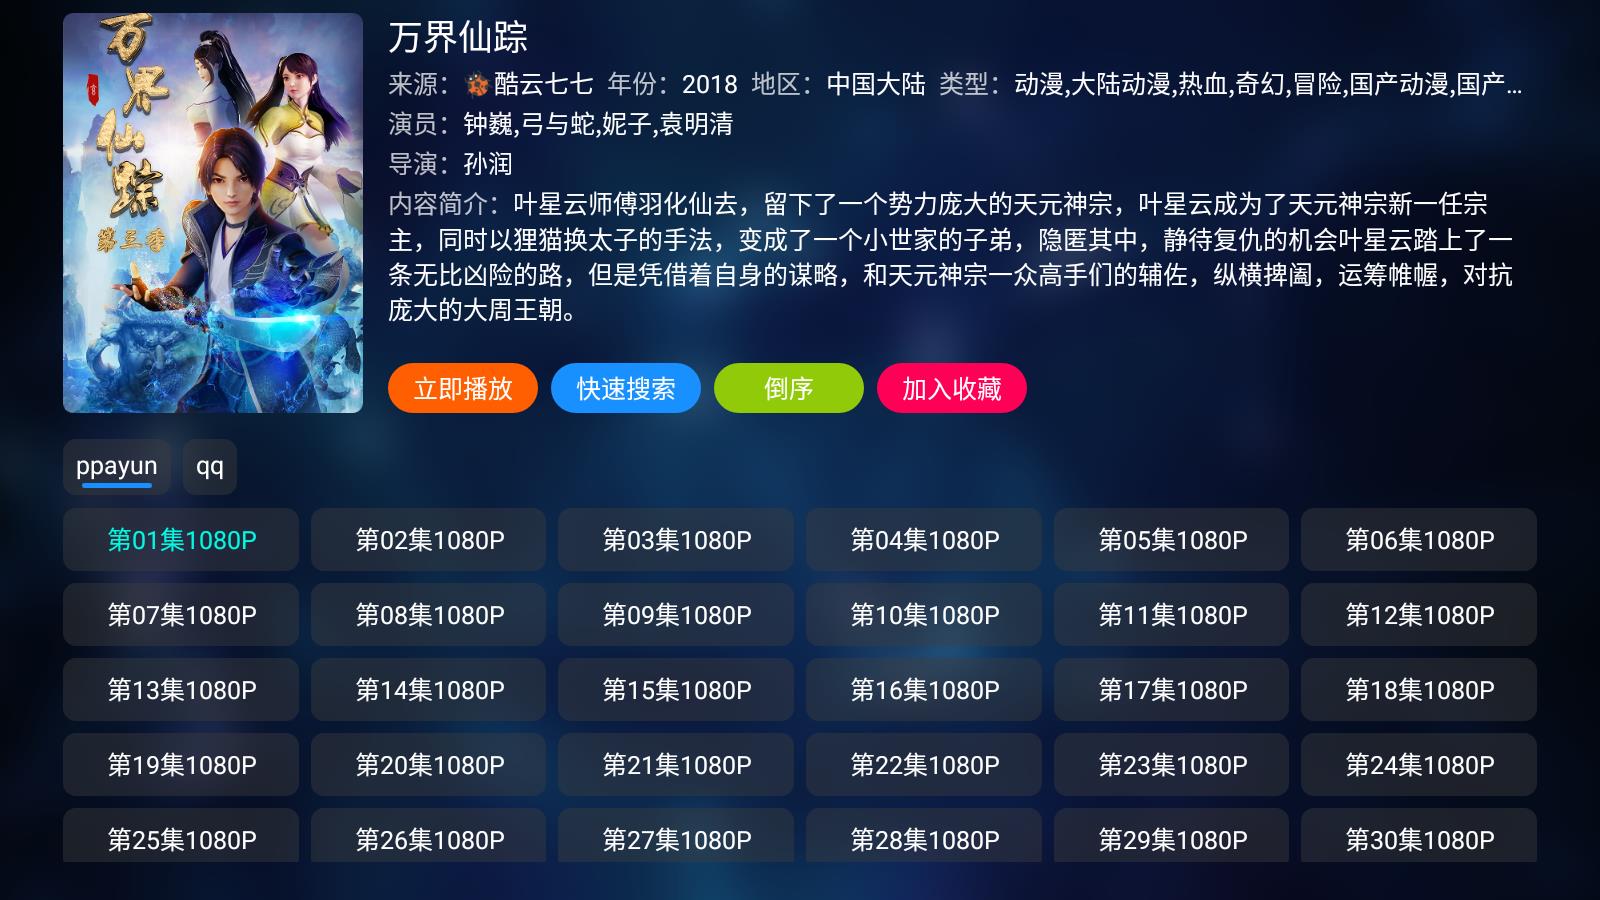 万界仙踪
第三季
万界仙踪
来源：酷云七七 年份：2018 地区：中国大陆 类型：动漫,大陆动漫,热血,奇幻,冒险,国产动漫,国产...
演员：钟巍,弓与蛇,妮子,袁明清
导演：孙润
内容简介：叶星云师傅羽化仙去，留下了一个势力庞大的天元神宗，叶星云成为了天元神宗新一任宗
主，同时以狸猫换太子的手法，变成了一个小世家的子弟，隐匿其中，静待复仇的机会叶星云踏上了一
条无比凶险的路，但是凭借着自身的谋略，和天元神宗一众高手们的辅佐，纵横捭阖，运筹帷幄，对抗
庞大的大周王朝。
立即播放 快速搜索 倒序 加入收藏
ppayun qq
第01集1080P 第02集1080P 第03集1080P 第04集1080P 第05集1080P 第06集1080P
第07集1080P 第08集1080P 第09集1080P 第10集1080P 第11集1080P 第12集1080P
第13集1080P 第14集1080P 第15集1080P 第16集1080P 第17集1080P 第18集1080P
第19集1080P 第20集1080P 第21集1080P 第22集1080P 第23集1080P 第24集1080P
第25集1080P 第26集1080P 第27集1080P 第28集1080P 第29集1080P 第30集1080P